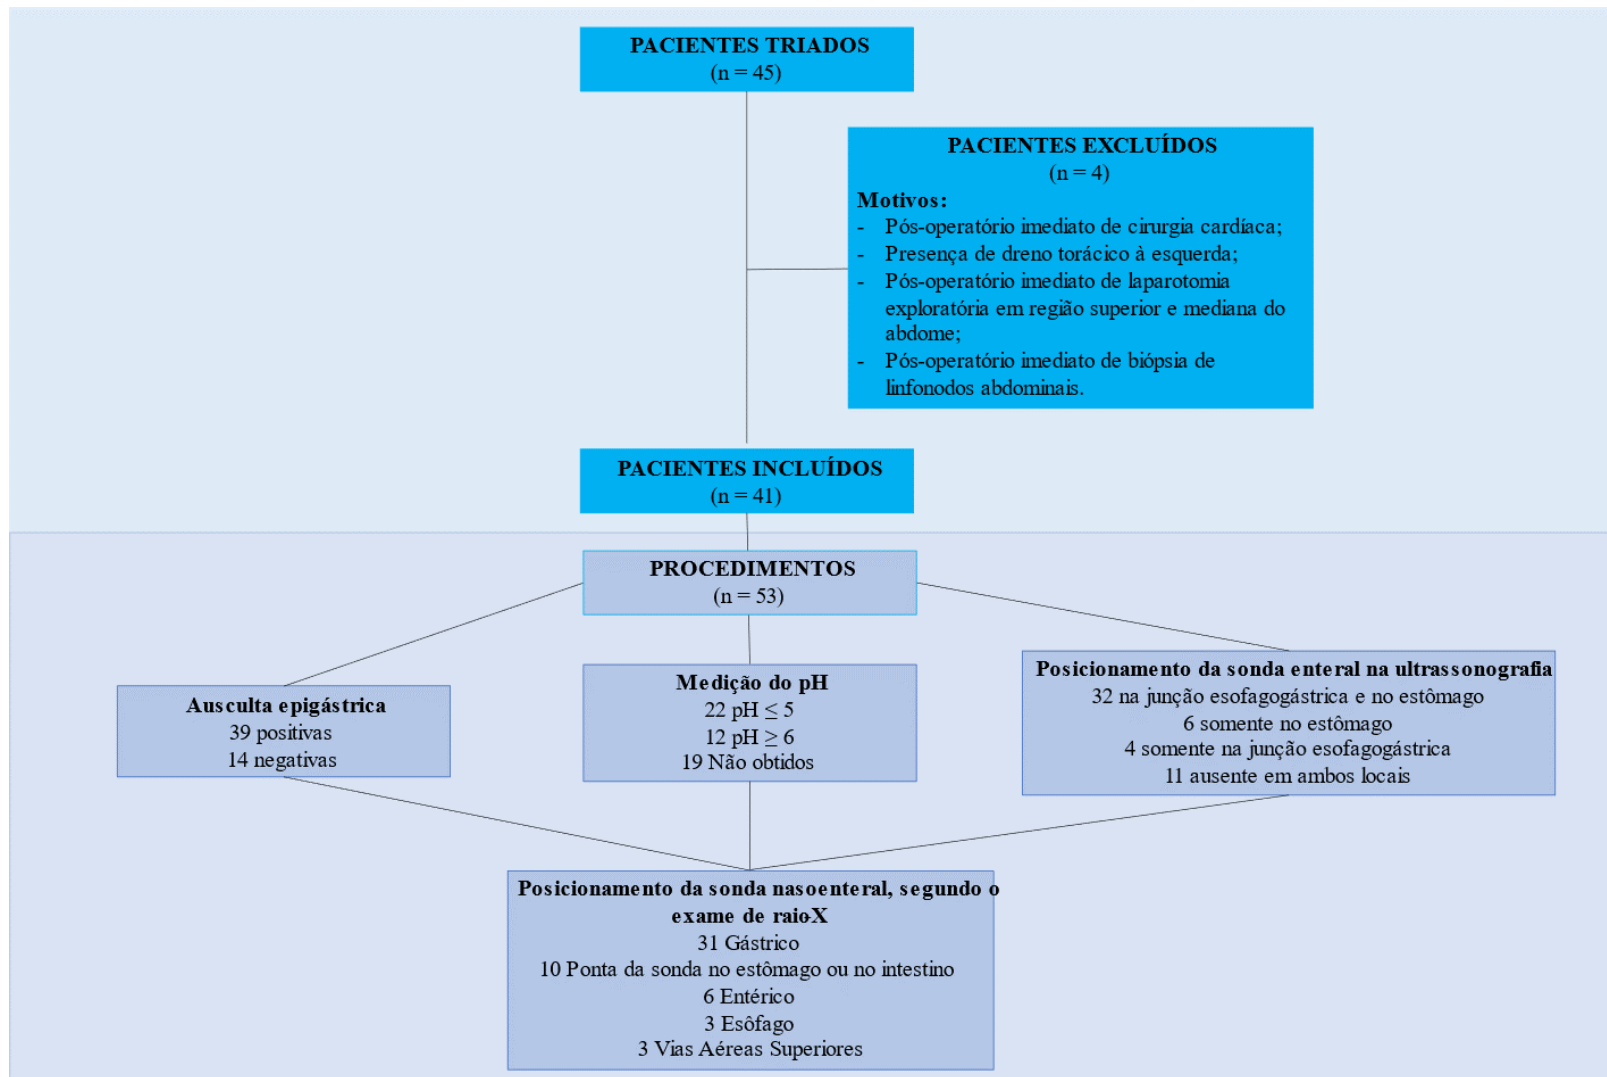 PACIENTES TRIADOS
(n = 45)
PACIENTES EXCLUÍDOS
(n = 4)
Motivos:
- Pós-operatório imediato de cirurgia cardíaca;
- Presença de dreno torácico à esquerda;
- Pós-operatório imediato de laparotomia
exploratória em região superior e mediana do
abdome;
- Pós-operatório imediato de biópsia de
linfonodos abdominais.
PACIENTES INCLUÍDOS
(n = 41)
PROCEDIMENTOS
(n = 53)
Ausculta epigástrica
39 positivas
14 negativas
Medição do pH
22 pH ≤ 5
12 pH ≥ 6
19 Não obtidos
Posicionamento da sonda enteral na ultrassonografia
32 na junção esofagogástrica e no estômago
6 somente no estômago
4 somente na junção esofagogástrica
11 ausente em ambos locais
Posicionamento da sonda nasoenteral, segundo o
exame de raio-X
31 Gástrico
10 Ponta da sonda no estômago ou no intestino
6 Entérico
3 Esôfago
3 Vias Aéreas Superiores